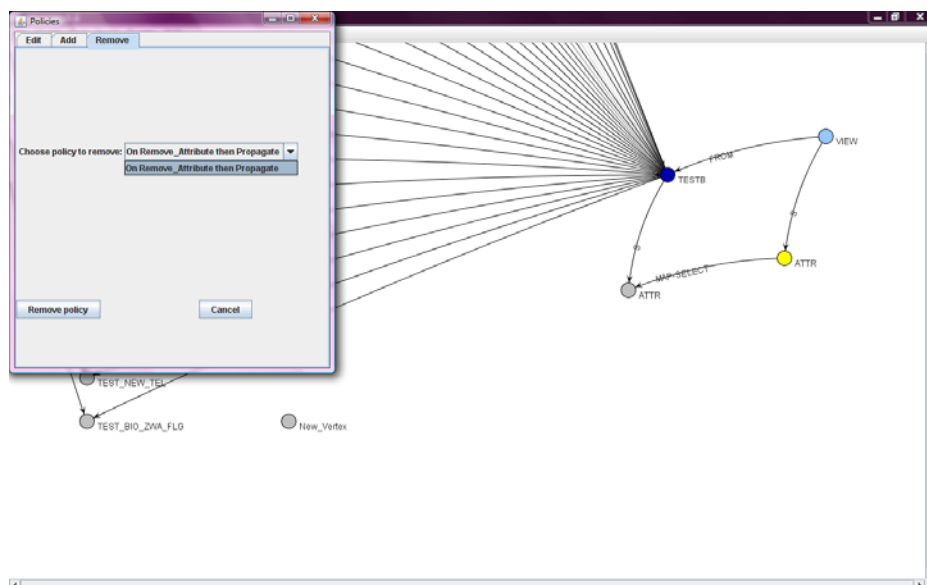 Policies
Edit Add Remove
Choose policy to remove: On Remove_Attribute then Propagate
On Remove_Attribute then Propagate
Remove policy Cancel
FROM
VIEW
TESTB
S
S
MAP-SELECT
ATTR
ATTR
TEST_NEW_TEL
TEST_BIO_ZWA_FLG
New_Vertex